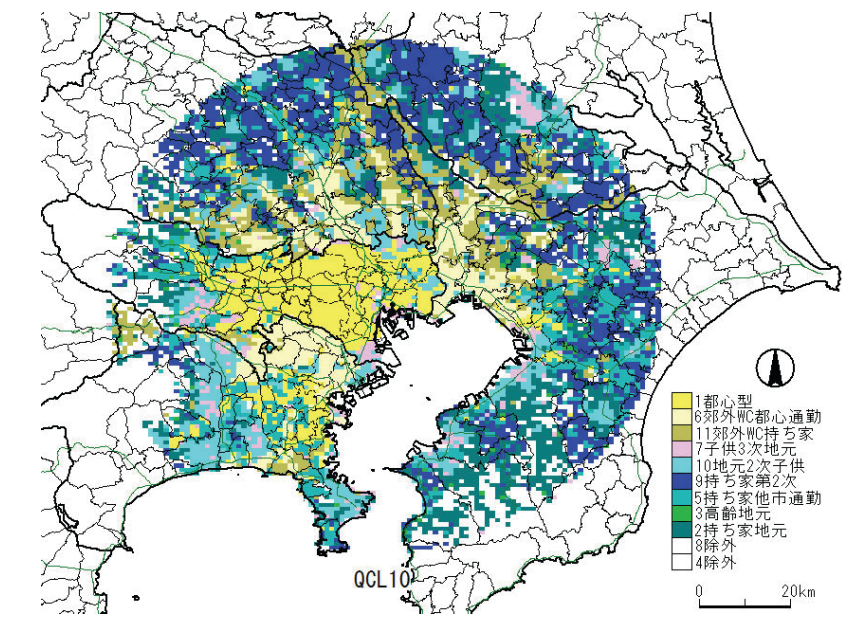 1都心型
6郊外WC都心通勤
11郊外WC持ち家
7子供3次地元
10地元2次子供
9持ち家第2次
5持ち家他市通勤
3高齢地元
2持ち家地元
8除外
4除外
QCL10
0 20km